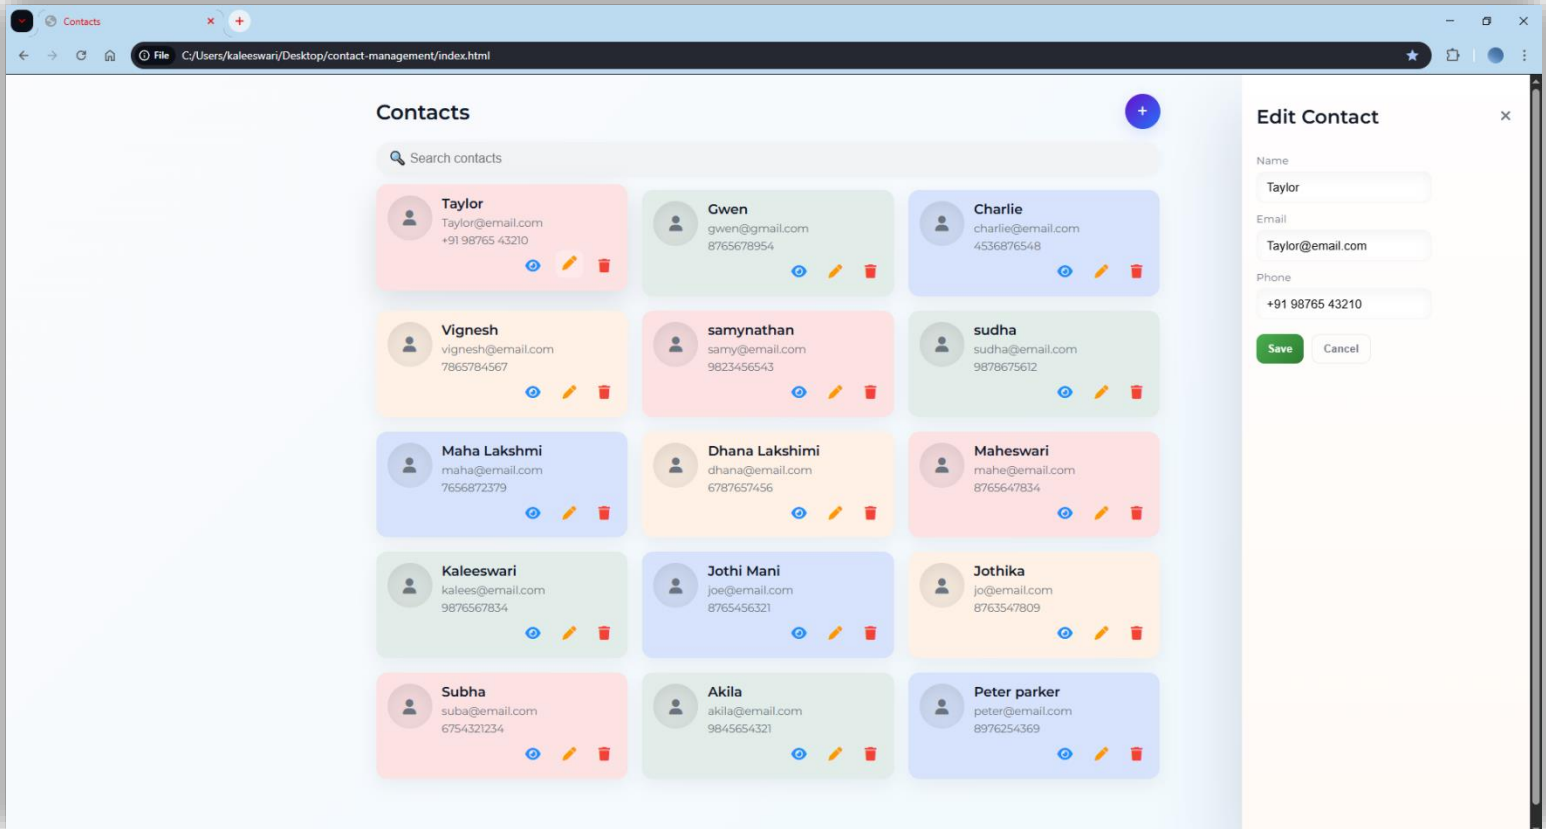 Contacts
File C:/Users/kaleeswari/Desktop/contact-management/index.html
Contacts
+
Search contacts
Taylor
Taylor@email.com
+91 98765 43210
Gwen
gwen@gmail.com
8765678954
Charlie
charlie@email.com
4536876548
Vignesh
vignesh@email.com
7865784567
samynathan
samy@email.com
9823456543
sudha
sudha@email.com
9878675612
Maha Lakshmi
maha@email.com
7656872379
Dhana Lakshimi
dhana@email.com
6787657456
Maheswari
mahe@email.com
8765647834
Kaleeswari
kalees@email.com
9876567834
Jothi Mani
joe@email.com
8765456321
Jothika
jo@email.com
8763547809
Subha
suba@email.com
6754321234
Akila
akila@email.com
9845654321
Peter parker
peter@email.com
8976254369
Edit Contact
Name
Taylor
Email
Taylor@email.com
Phone
+91 98765 43210
Save Cancel